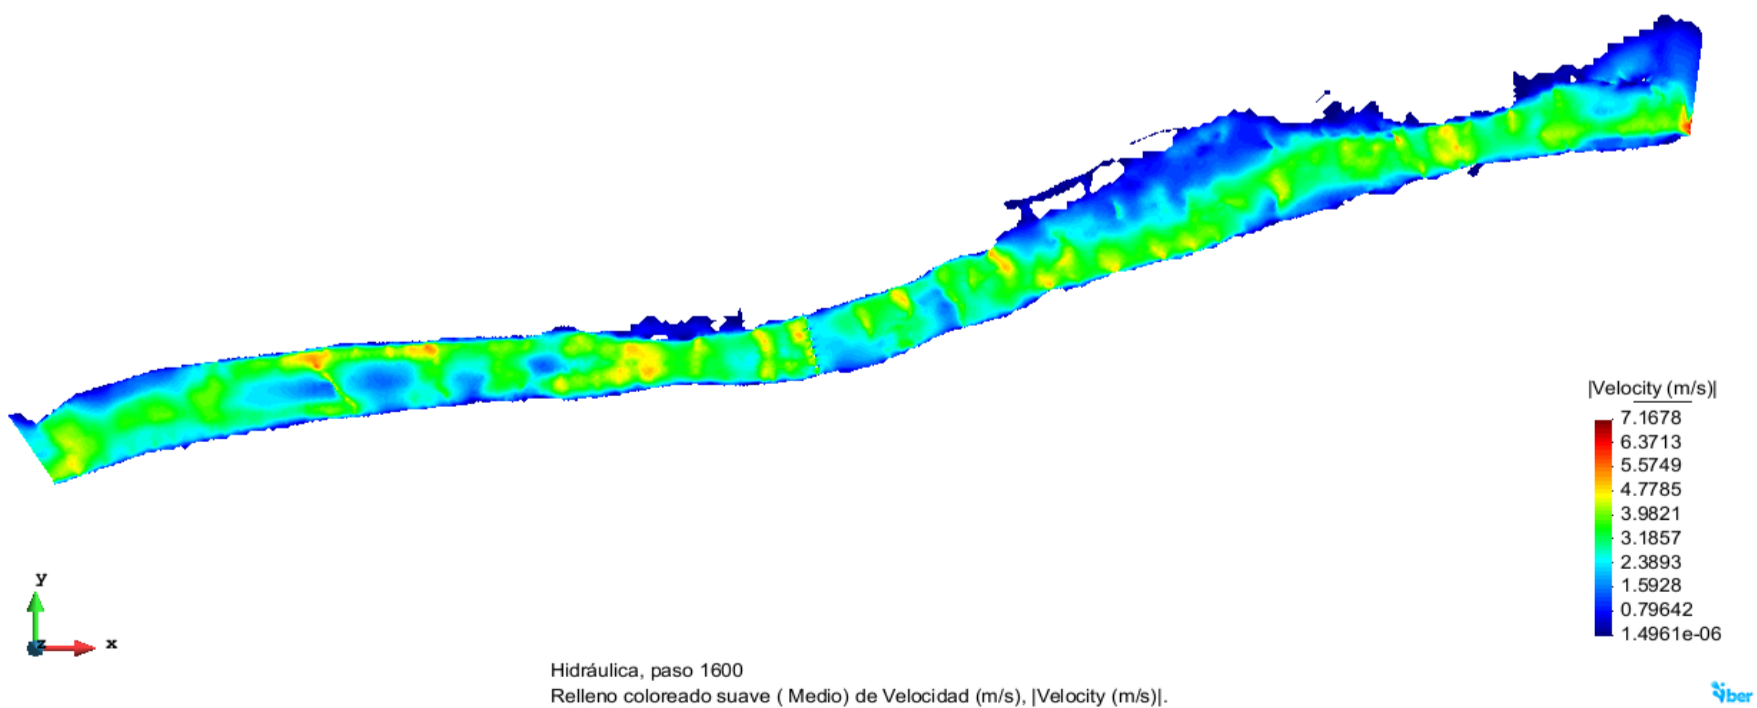 |Velocity (m/s)|
7.1678
6.3713
5.5749
4.7785
3.9821
3.1857
2.3893
1.5928
0.79642
1.4961e-06
y
z
x
Hidráulica, paso 1600
Relleno coloreado suave ( Medio) de Velocidad (m/s), |Velocity (m/s)|.
iber